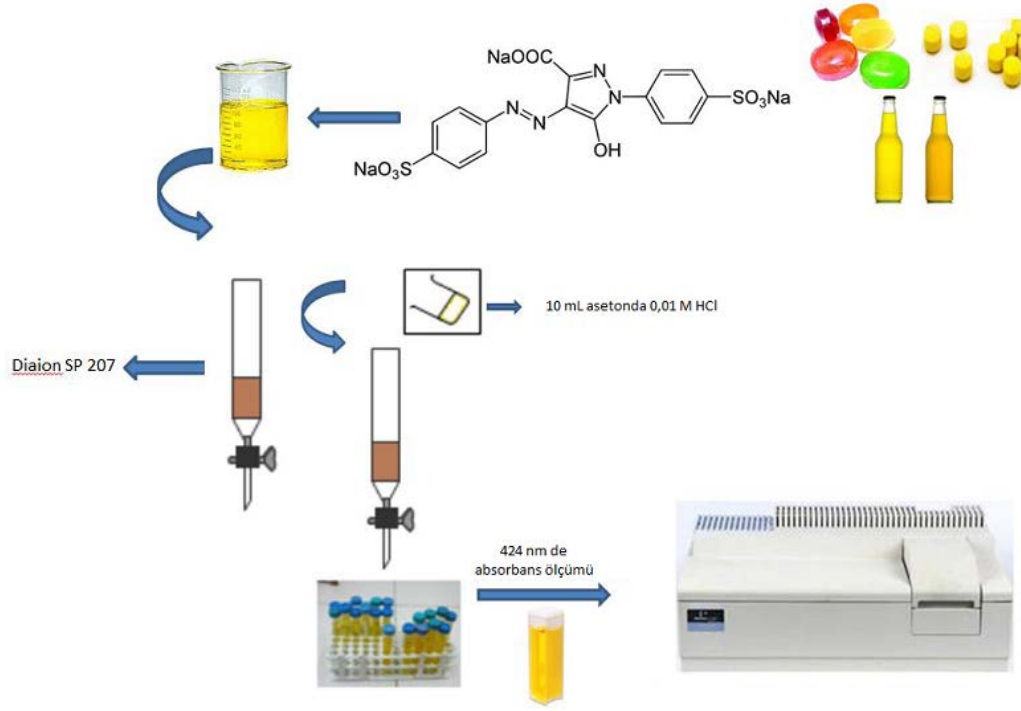 NaOOC
N
N
N
N
N
SO₃Na
NaO₃S
OH
10 mL asetonda 0,01 M HCl
Diaion SP 207
424 nm de
absorbans ölçümü